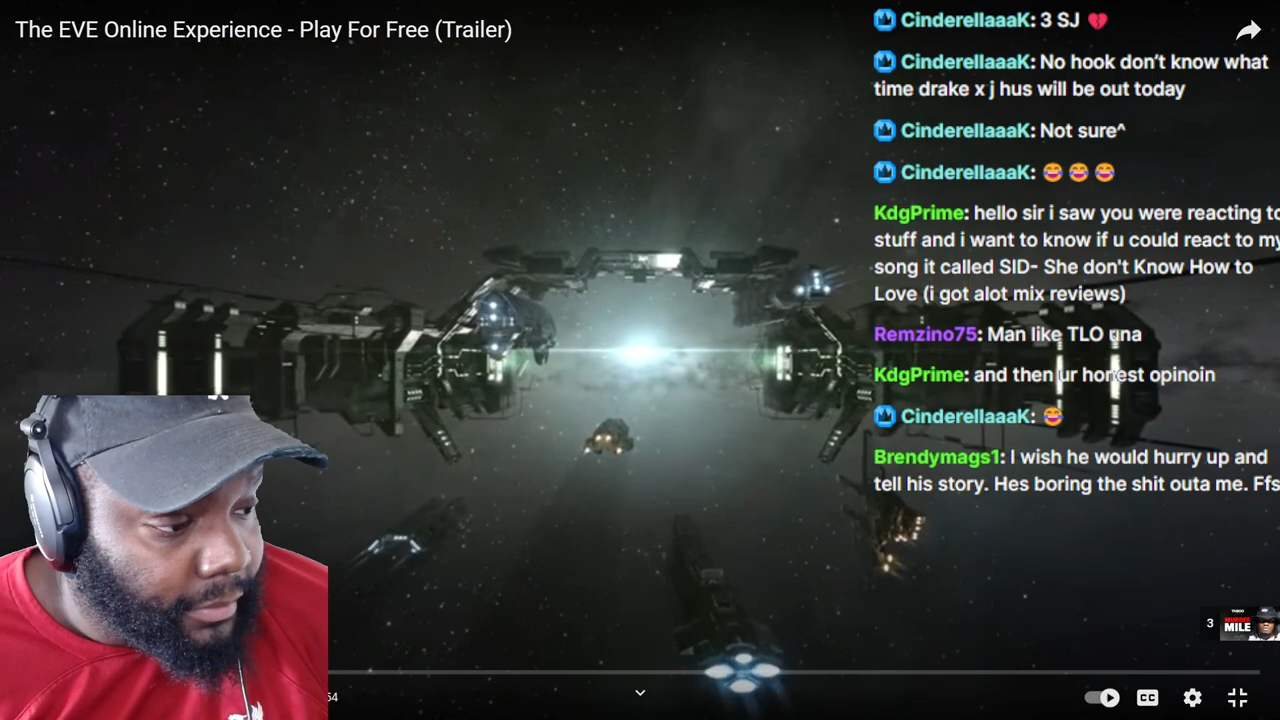 The EVE Online Experience - Play For Free (Trailer)
CinderellaaaK: 3 SJ 💔
CinderellaaaK: No hook don't know what
time drake x j hus will be out today
CinderellaaaK: Not sure^
CinderellaaaK: 😂 😂 😂
KdgPrime: hello sir i saw you were reacting to
stuff and i want to know if u could react to my
song it called SID- She don't Know How to
Love (i got alot mix reviews)
Remzino75: Man like TLO una
KdgPrime: and then ur honest opinoin
CinderellaaaK: 😂
Brendymags1: I wish he would hurry up and
tell his story. Hes boring the shit outa me. Ffs
3
MURDER
MILE
54
CC